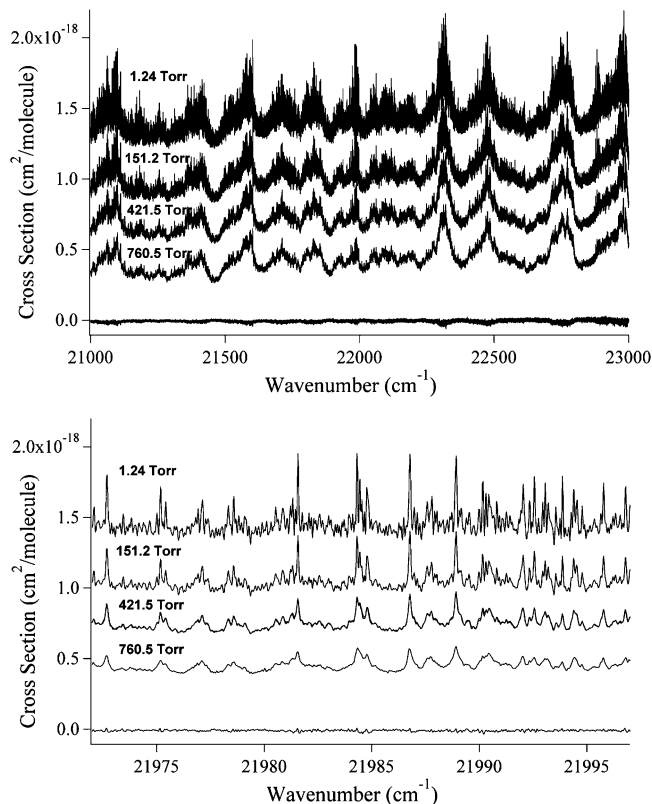 2.0x10⁻¹⁸
1.24 Torr
1.5
151.2 Torr
1.0
421.5 Torr
0.5
760.5 Torr
0.0
Cross Section (cm²/molecule)
21000 21500 22000 22500 23000
Wavenumber (cm⁻¹)
2.0x10⁻¹⁸
1.24 Torr
1.5
151.2 Torr
1.0
421.5 Torr
760.5 Torr
0.5
0.0
Cross Section (cm²/molecule)
21975 21980 21985 21990 21995
Wavenumber (cm⁻¹)